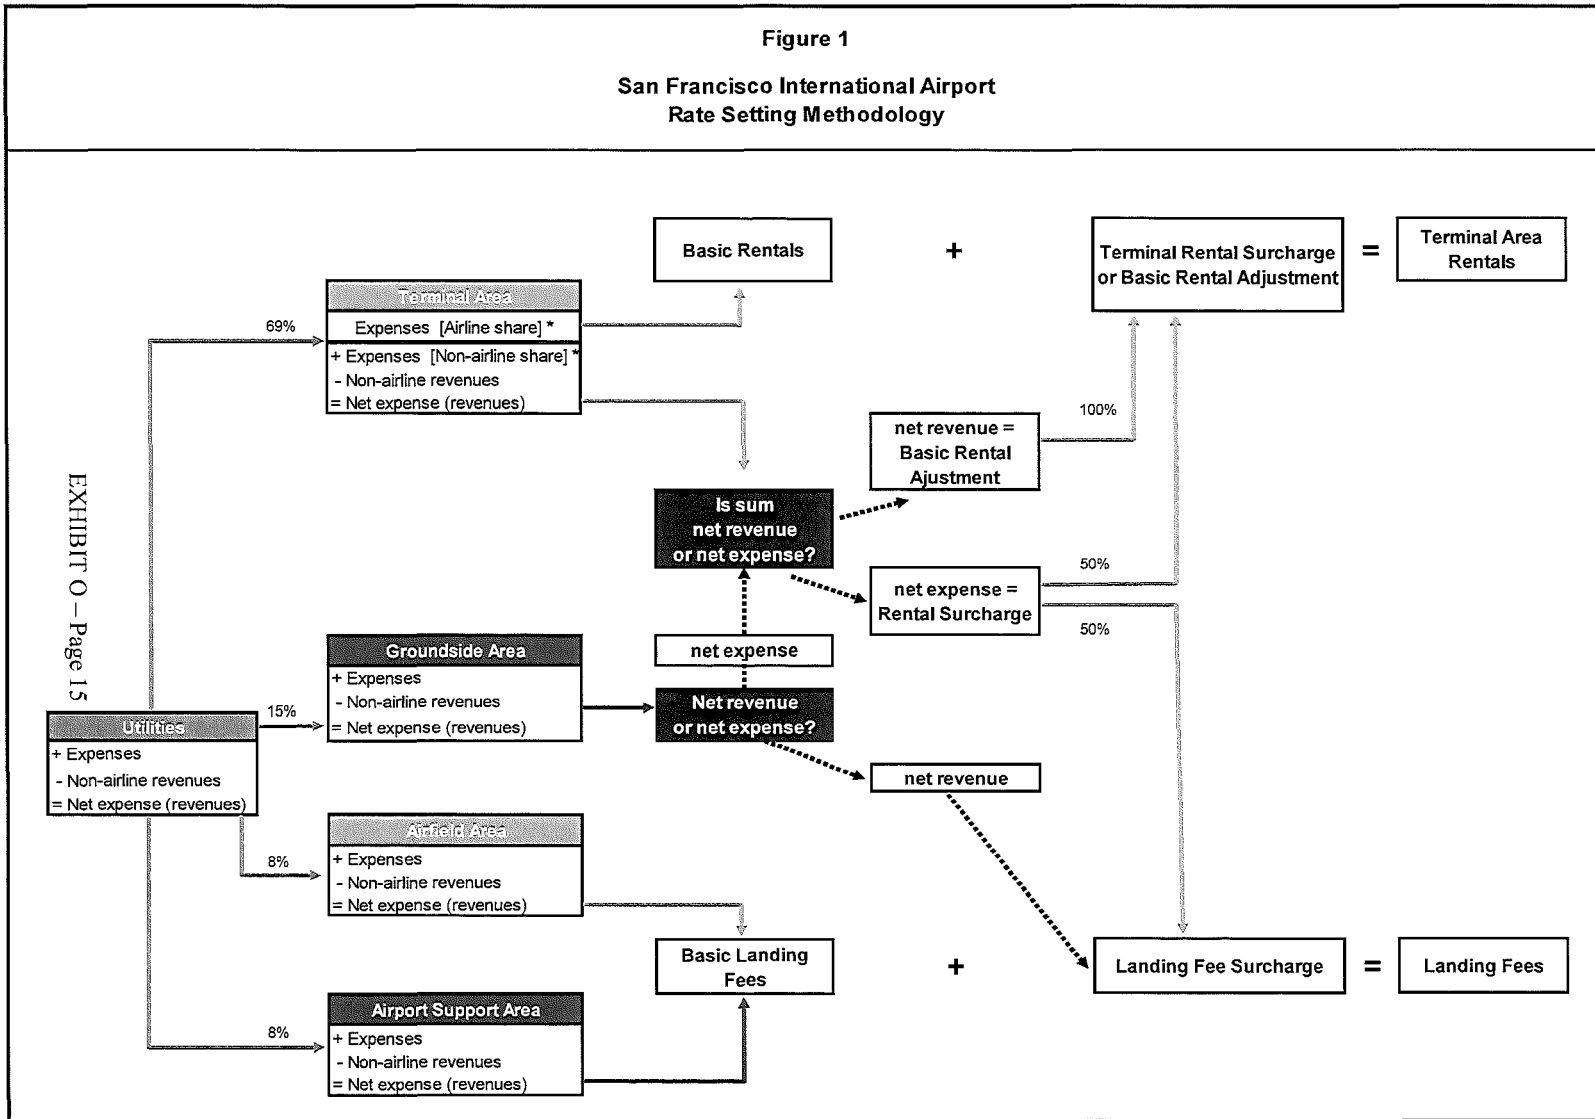 Figure 1
San Francisco International Airport
Rate Setting Methodology
Basic Rentals
+
Terminal Rental Surcharge
or Basic Rental Adjustment
=
Terminal Area
Rentals
Terminal Area
69%
Expenses [Airline share] *
+ Expenses [Non-airline share] *
- Non-airline revenues
= Net expense (revenues)
100%
net revenue =
Basic Rental
Ajustment
EXHIBIT O – Page 15
Is sum
net revenue
or net expense?
50%
net expense =
Rental Surcharge
50%
Groundside Area
net expense
+ Expenses
- Non-airline revenues
= Net expense (revenues)
15%
Net revenue
or net expense?
Utilities
+ Expenses
- Non-airline revenues
= Net expense (revenues)
net revenue
Airfield Area
8%
+ Expenses
- Non-airline revenues
= Net expense (revenues)
Basic Landing
Fees
+
Landing Fee Surcharge
=
Landing Fees
Airport Support Area
8%
+ Expenses
- Non-airline revenues
= Net expense (revenues)